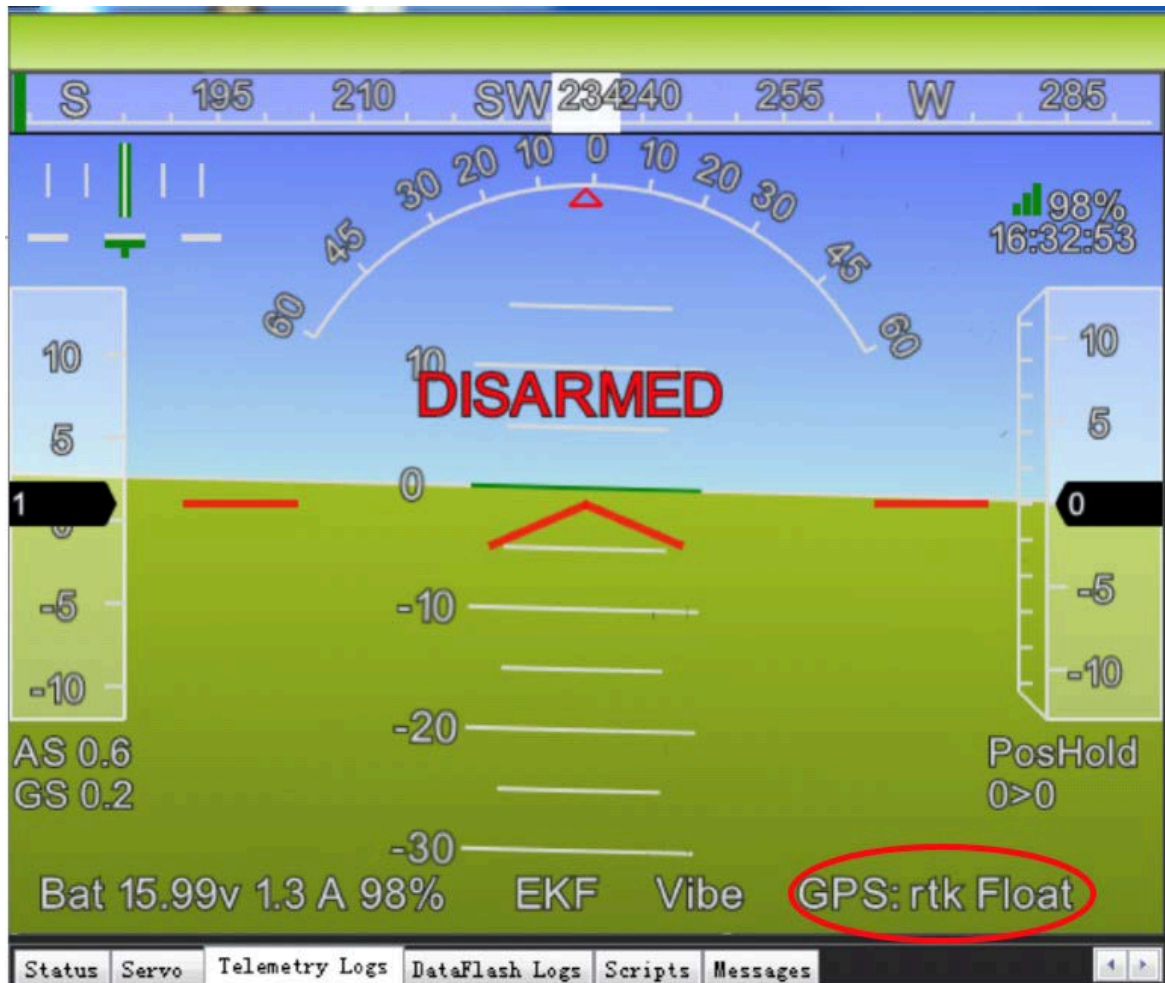 S 195 210 SW 234 240 255 W 285
60 45 30 20 10 0 10 20 30 45 60
98%
16:32:53
10 10 10
DISARMED
5 5
1 0 0 0
-5 -10 -5
-10 -10
-20
AS 0.6 PosHold
GS 0.2 0>0
-30
Bat 15.99v 1.3 A 98% EKF Vibe GPS: rtk Float
Status Servo Telemetry Logs DataFlash Logs Scripts Messages